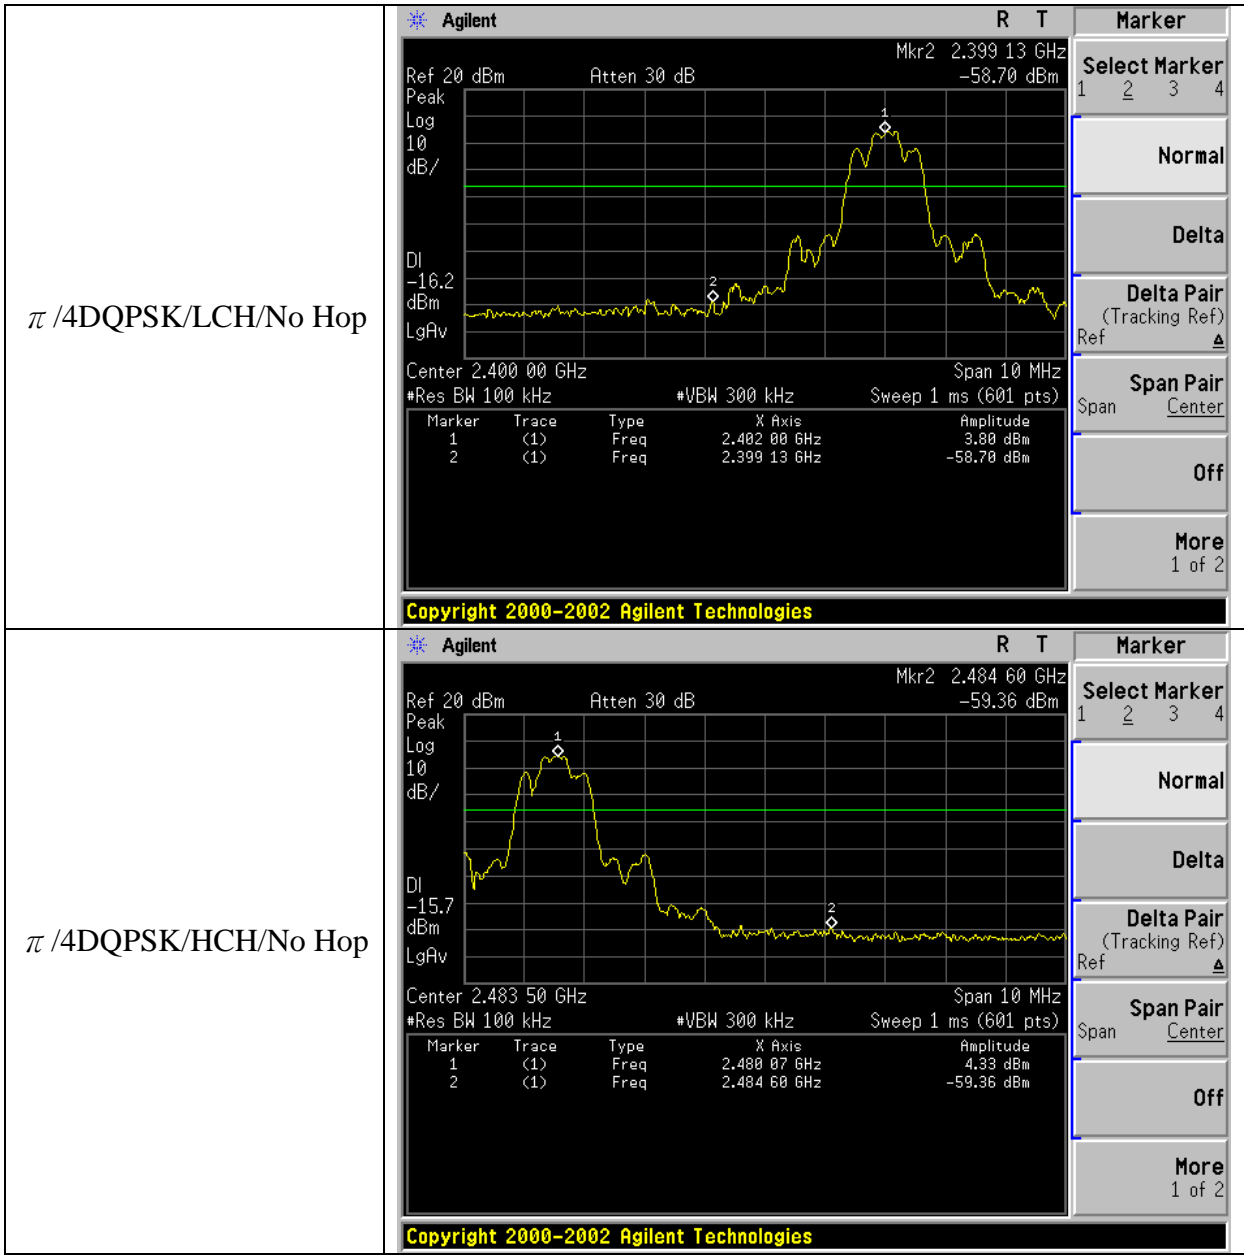 π/4DQPSK/LCH/No Hop
Agilent R T Marker
Mkr2 2.399 13 GHz
Ref 20 dBm Atten 30 dB -58.70 dBm
Peak
Log
10
dB/
1
2
DI
-16.2
dBm
LgAv
Center 2.400 00 GHz Span 10 MHz
#Res BW 100 kHz #VBW 300 kHz Sweep 1 ms (601 pts)
Marker Trace Type X Axis Amplitude
1 (1) Freq 2.402 00 GHz 3.80 dBm
2 (1) Freq 2.399 13 GHz -58.70 dBm
Select Marker
1 2 3 4
Normal
Delta
Delta Pair
(Tracking Ref)
Ref Δ
Span Pair
Span Center
Off
More
1 of 2
Copyright 2000-2002 Agilent Technologies
π/4DQPSK/HCH/No Hop
Agilent R T Marker
Mkr2 2.484 60 GHz
Ref 20 dBm Atten 30 dB -59.36 dBm
Peak
Log
10
dB/
1
2
DI
-15.7
dBm
LgAv
Center 2.483 50 GHz Span 10 MHz
#Res BW 100 kHz #VBW 300 kHz Sweep 1 ms (601 pts)
Marker Trace Type X Axis Amplitude
1 (1) Freq 2.480 07 GHz 4.33 dBm
2 (1) Freq 2.484 60 GHz -59.36 dBm
Select Marker
1 2 3 4
Normal
Delta
Delta Pair
(Tracking Ref)
Ref Δ
Span Pair
Span Center
Off
More
1 of 2
Copyright 2000-2002 Agilent Technologies